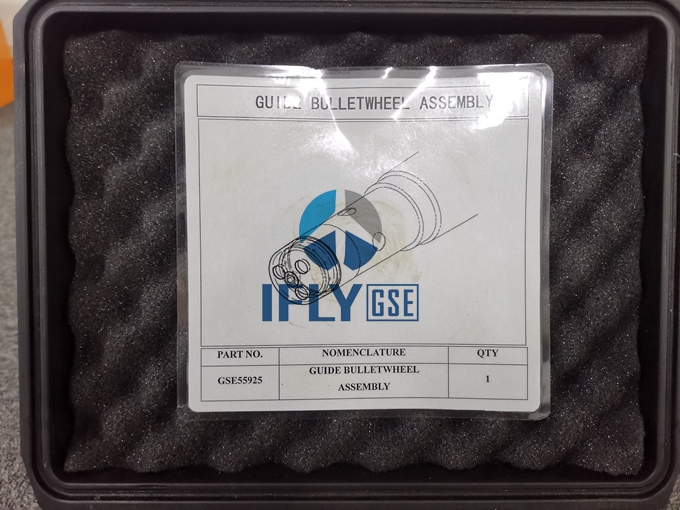 GUIDE BULLETWHEEL ASSEMBLY
IFLY GSE
PART NO. NOMENCLATURE QTY
GSE55925 GUIDE BULLETWHEEL ASSEMBLY 1